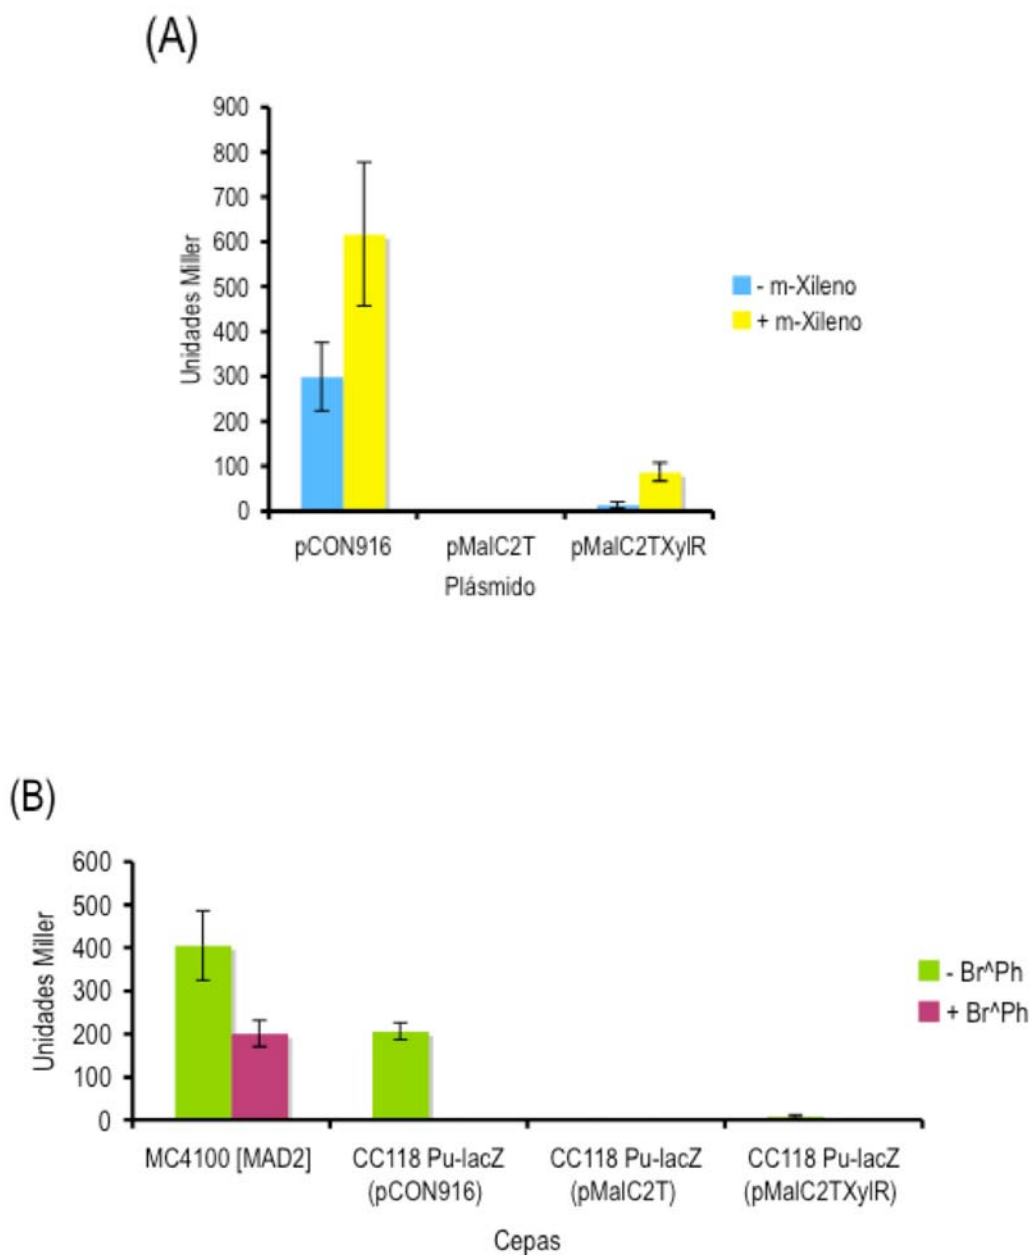 (A)
900
800
700
600
500
400
300
200
100
0
Unidades Miller
- m-Xileno
+ m-Xileno
pCON916 pMalC2T pMalC2TXylR
Plásmido
(B)
600
500
400
300
200
100
0
Unidades Miller
- Br^Ph
+ Br^Ph
MC4100 [MAD2] CC118 Pu-lacZ CC118 Pu-lacZ CC118 Pu-lacZ
(pCON916) (pMalC2T) (pMalC2TXylR)
Cepas